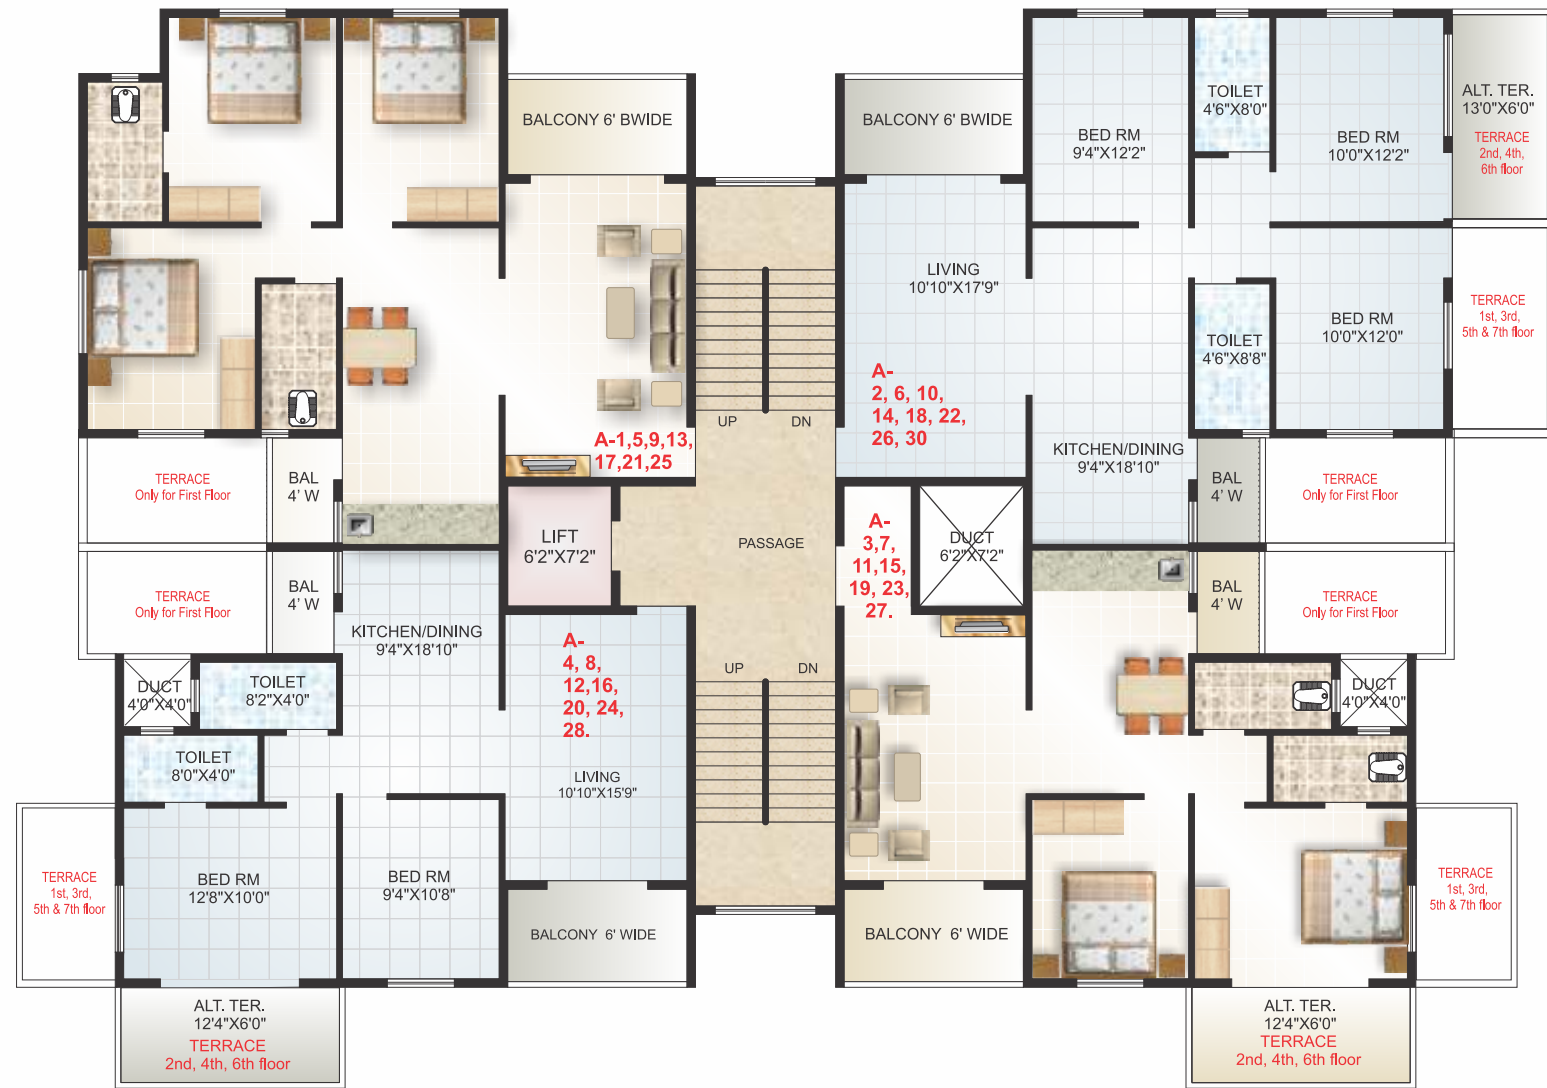 BALCONY 6' BWIDE
A-1,5,9,13,
17,21,25
TERRACE
Only for First Floor
BAL
4' W
LIFT
6'2"X7'2"
UP
DN
PASSAGE
BALCONY 6' BWIDE
BED RM
9'4"X12'2"
TOILET
4'6"X8'0"
BED RM
10'0"X12'2"
ALT. TER.
13'0"X6'0"
TERRACE
2nd, 4th,
6th floor
LIVING
10'10"X17'9"
A-
2, 6, 10,
14, 18, 22,
26, 30
TOILET
4'6"X8'8"
BED RM
10'0"X12'0"
TERRACE
1st, 3rd,
5th & 7th floor
KITCHEN/DINING
9'4"X18'10"
BAL
4' W
TERRACE
Only for First Floor
TERRACE
Only for First Floor
BAL
4' W
KITCHEN/DINING
9'4"X18'10"
A-
4, 8,
12,16,
20, 24,
28.
DUCT
4'0"X4'0"
TOILET
8'2"X4'0"
TOILET
8'0"X4'0"
LIVING
10'10"X15'9"
TERRACE
1st, 3rd,
5th & 7th floor
BED RM
12'8"X10'0"
BED RM
9'4"X10'8"
BALCONY 6' WIDE
ALT. TER.
12'4"X6'0"
TERRACE
2nd, 4th, 6th floor
UP
DN
A-
3,7,
11,15,
19, 23,
27.
DUCT
6'2"X7'2"
BAL
4' W
TERRACE
Only for First Floor
DUCT
4'0"X4'0"
TERRACE
1st, 3rd,
5th & 7th floor
BALCONY 6' WIDE
ALT. TER.
12'4"X6'0"
TERRACE
2nd, 4th, 6th floor